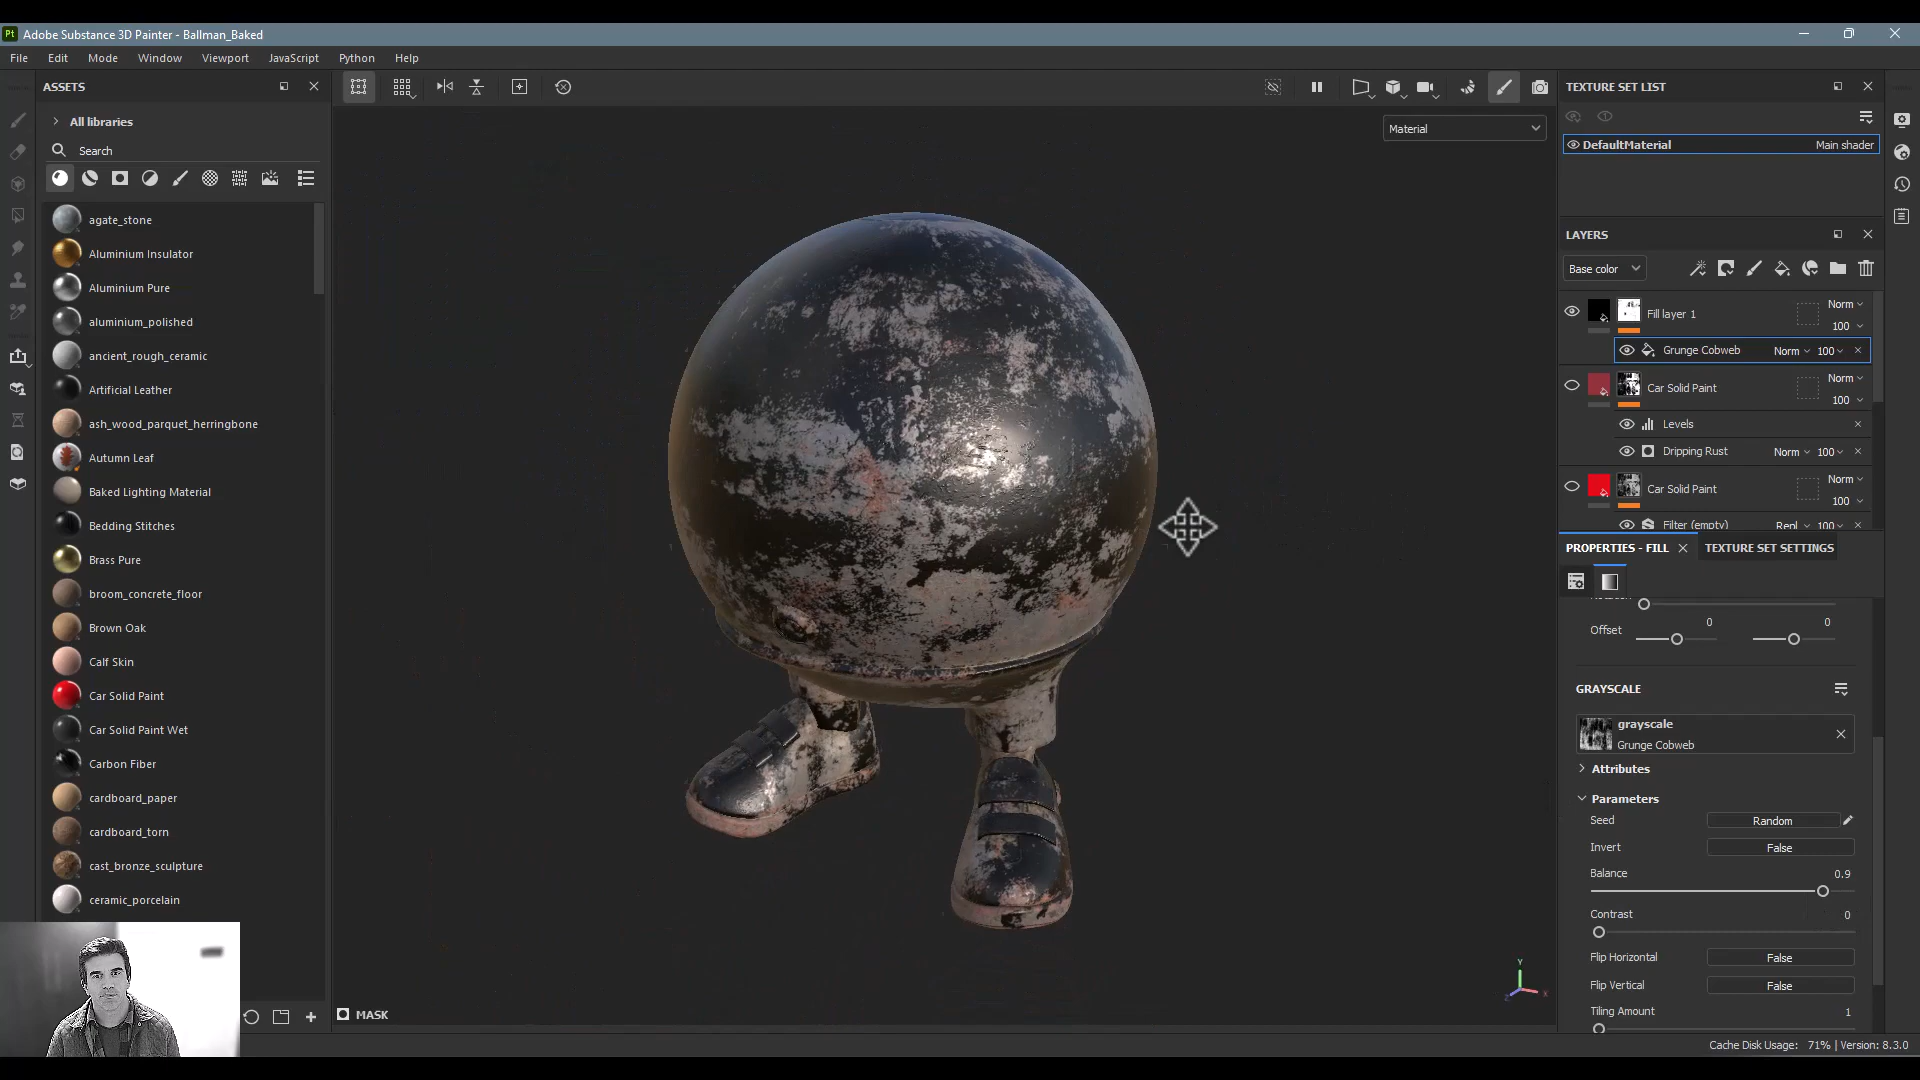 Pt Adobe Substance 3D Painter - Ballman_Baked
File Edit Mode Window Viewport JavaScript Python Help
ASSETS
All libraries
Search
agate_stone
Aluminium Insulator
Aluminium Pure
aluminium_polished
ancient_rough_ceramic
Artificial Leather
ash_wood_parquet_herringbone
Autumn Leaf
Baked Lighting Material
Bedding Stitches
Brass Pure
broom_concrete_floor
Brown Oak
Calf Skin
Car Solid Paint
Car Solid Paint Wet
Carbon Fiber
cardboard_paper
cardboard_torn
cast_bronze_sculpture
ceramic_porcelain
Material
Y
X
Z
MASK
TEXTURE SET LIST
DefaultMaterial Main shader
LAYERS
Base color
Fill layer 1 Norm
100
Grunge Cobweb Norm 100
Car Solid Paint Norm
100
Levels
Dripping Rust Norm 100
Car Solid Paint Norm
100
Filter (empty) Repl 100
PROPERTIES - FILL TEXTURE SET SETTINGS
Offset 0 0
GRAYSCALE
grayscale
Grunge Cobweb
Attributes
Parameters
Seed Random
Invert False
Balance 0.9
Contrast 0
Flip Horizontal False
Flip Vertical False
Tiling Amount 1
Cache Disk Usage: 71% | Version: 8.3.0